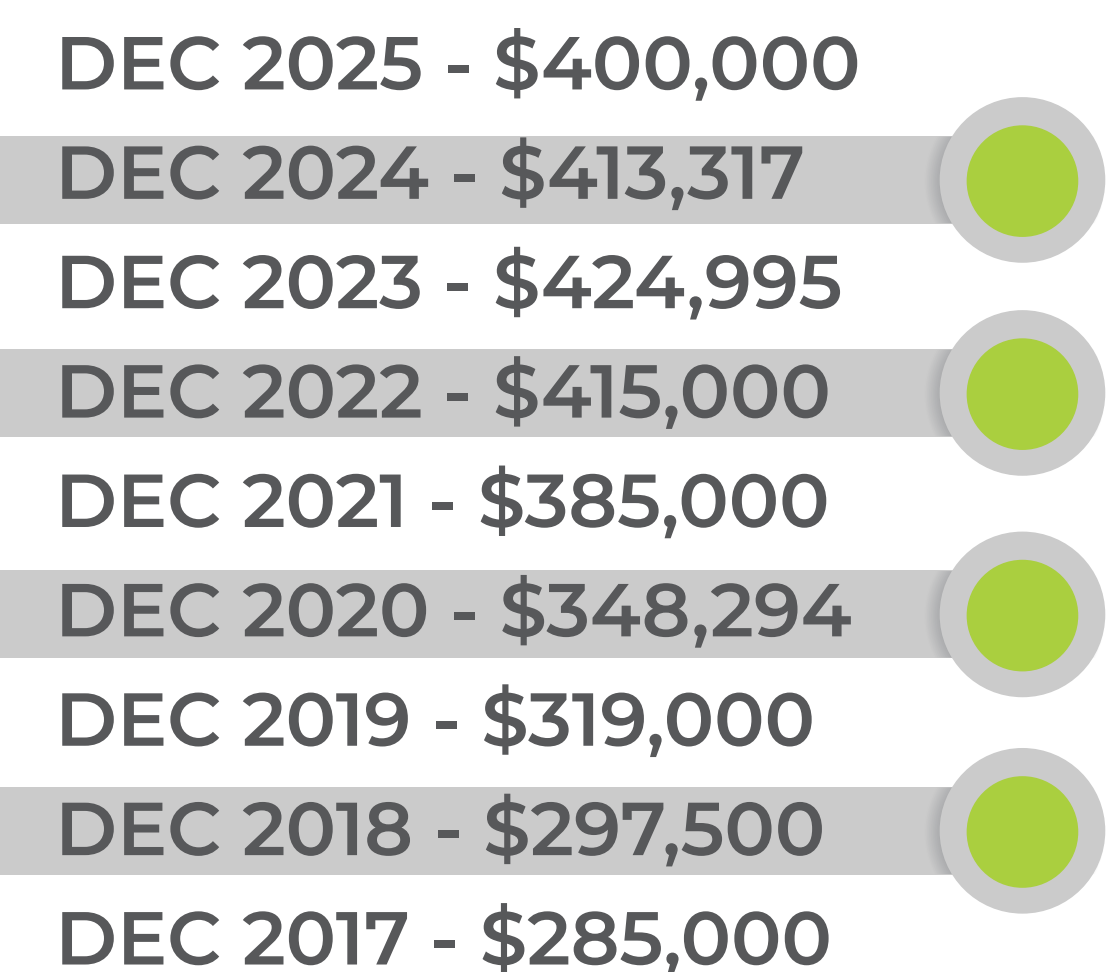 DEC 2025 - $400,000
DEC 2024 - $413,317
DEC 2023 - $424,995
DEC 2022 - $415,000
DEC 2021 - $385,000
DEC 2020 - $348,294
DEC 2019 - $319,000
DEC 2018 - $297,500
DEC 2017 - $285,000